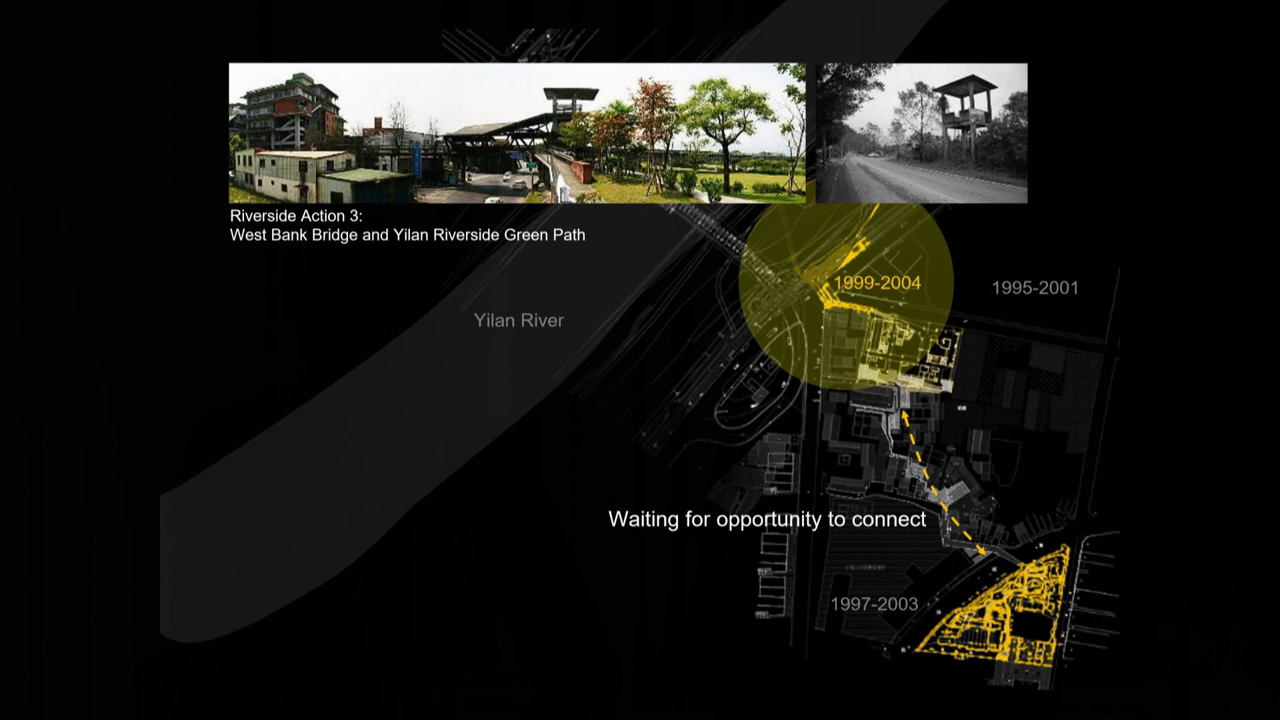 Riverside Action 3:
West Bank Bridge and Yilan Riverside Green Path
1999-2004
1995-2001
Yilan River
Waiting for opportunity to connect
1997-2003